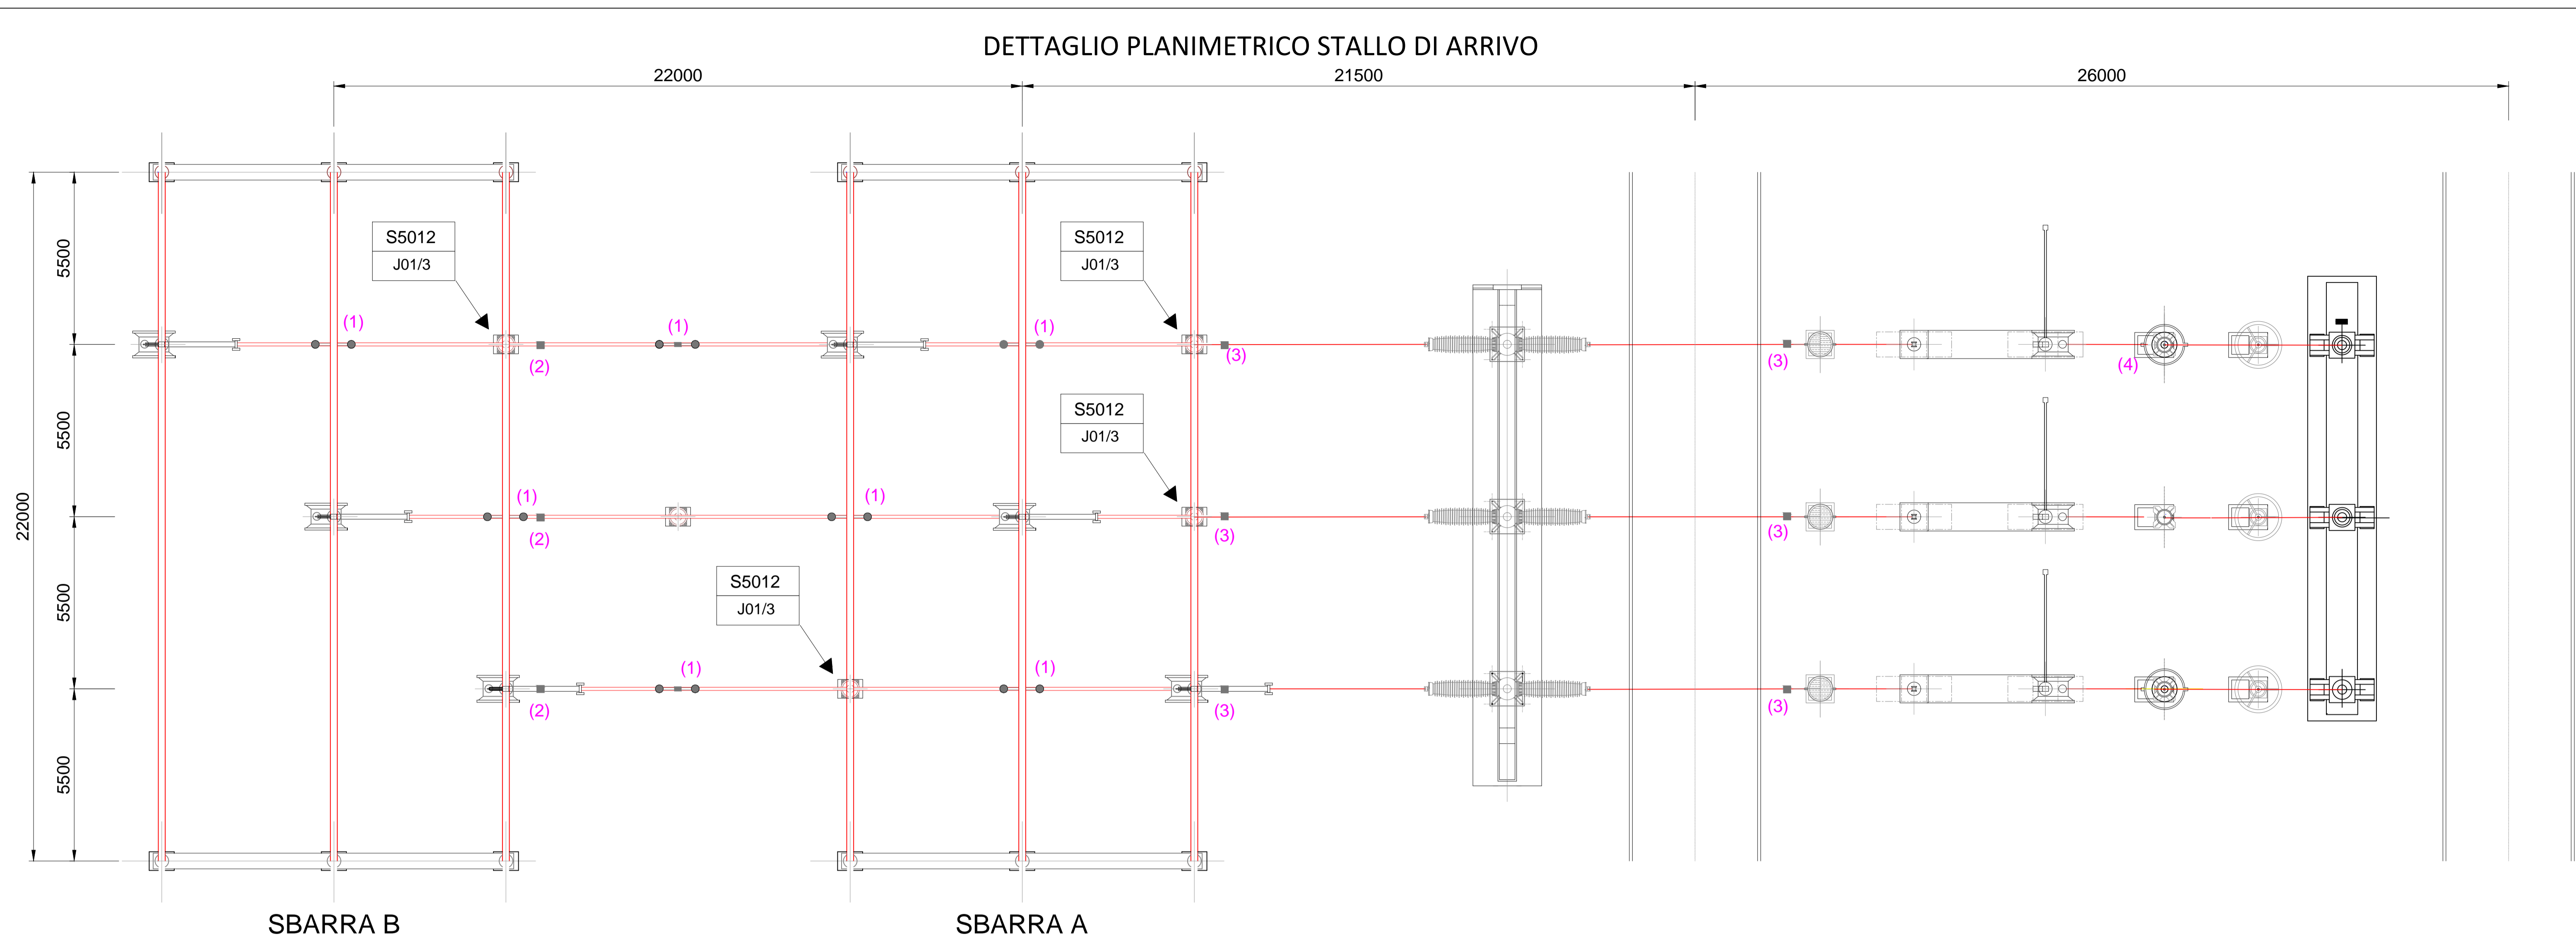 DETTAGLIO PLANIMETRICO STALLO DI ARRIVO
22000
21500
26000
5500
S5012
J01/3
S5012
J01/3
(1)
(1)
(1)
(2)
(3)
(3)
(4)
5500
S5012
J01/3
22000
(1)
(1)
(2)
(3)
(3)
5500
S5012
J01/3
(1)
(1)
(2)
(3)
(3)
5500
SBARRA B
SBARRA A